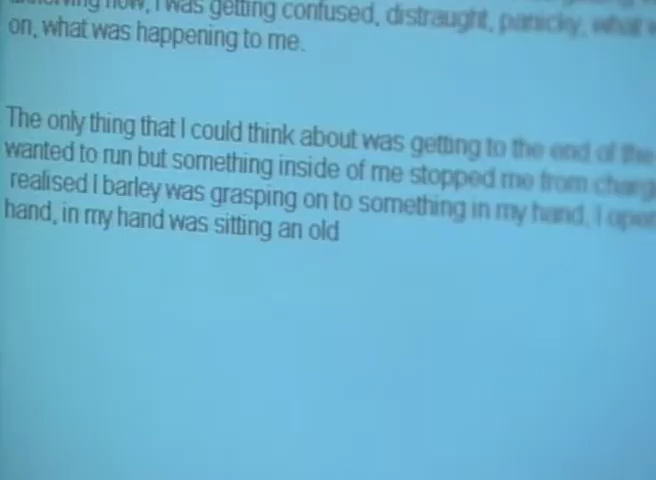 now, I was getting confused, distraught, panicky, what
on, what was happening to me.
The only thing that I could think about was getting to the end of the
wanted to run but something inside of me stopped me from
realised I barley was grasping on to something in my hand, I
hand, in my hand was sitting an old